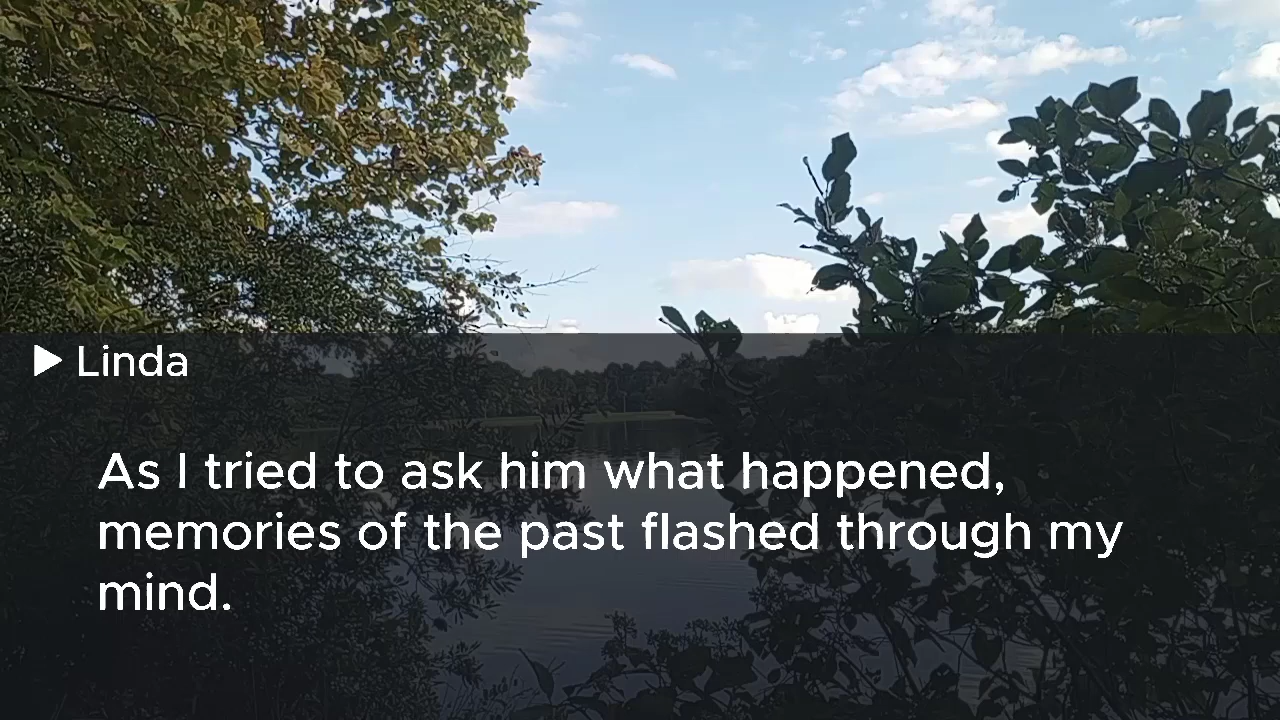 ▶ Linda
As I tried to ask him what happened,
memories of the past flashed through my
mind.